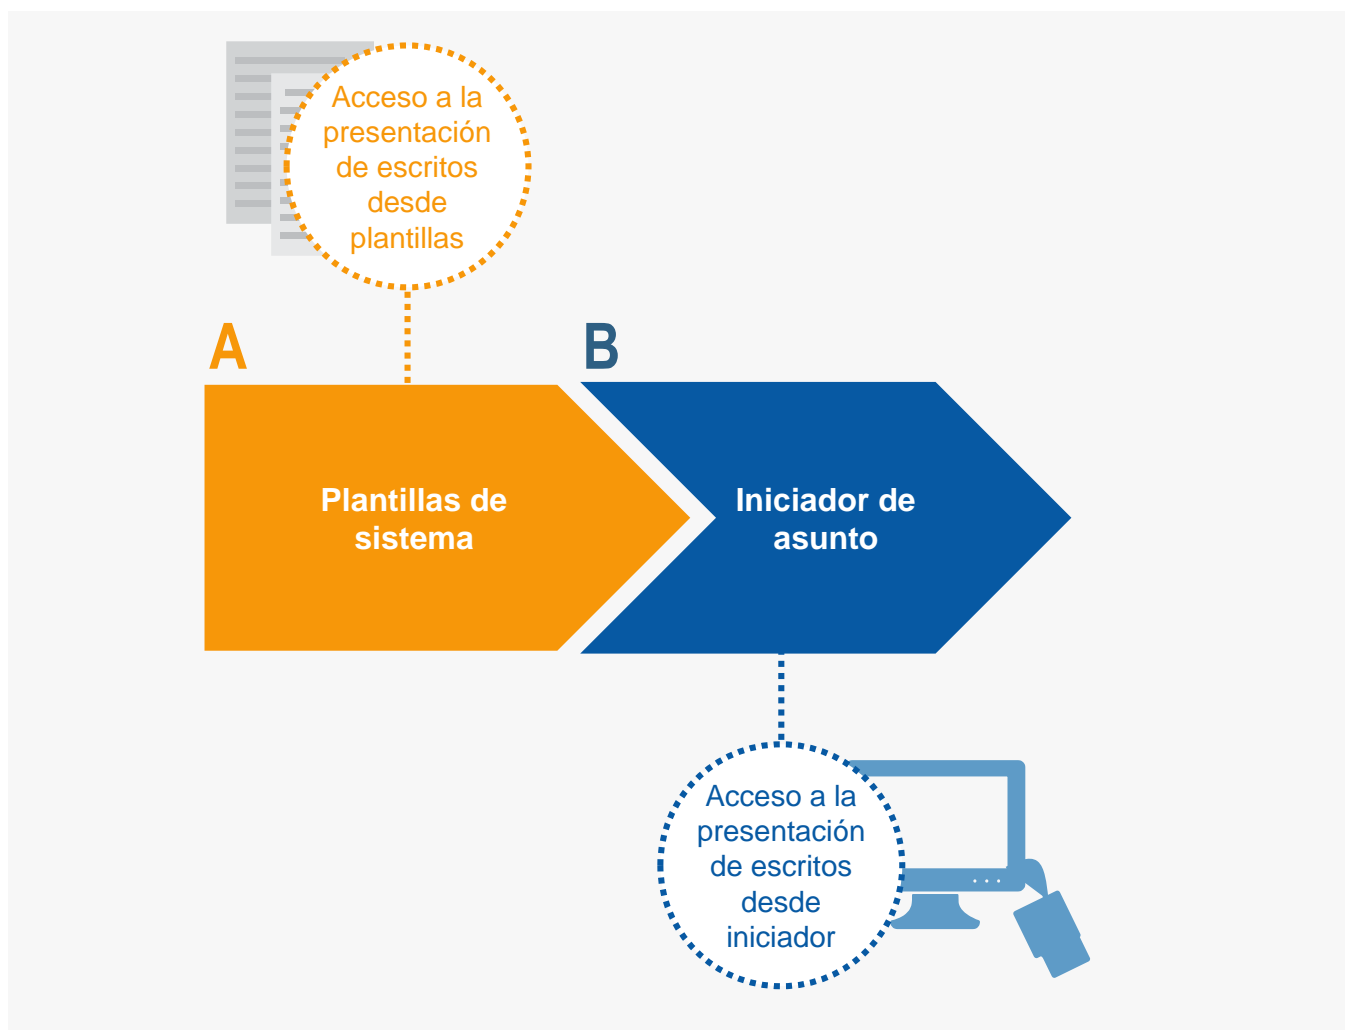 Acceso a la
presentación
de escritos
desde
plantillas
A
B
Plantillas de
sistema
Iniciador de
asunto
Acceso a la
presentación
de escritos
desde
iniciador